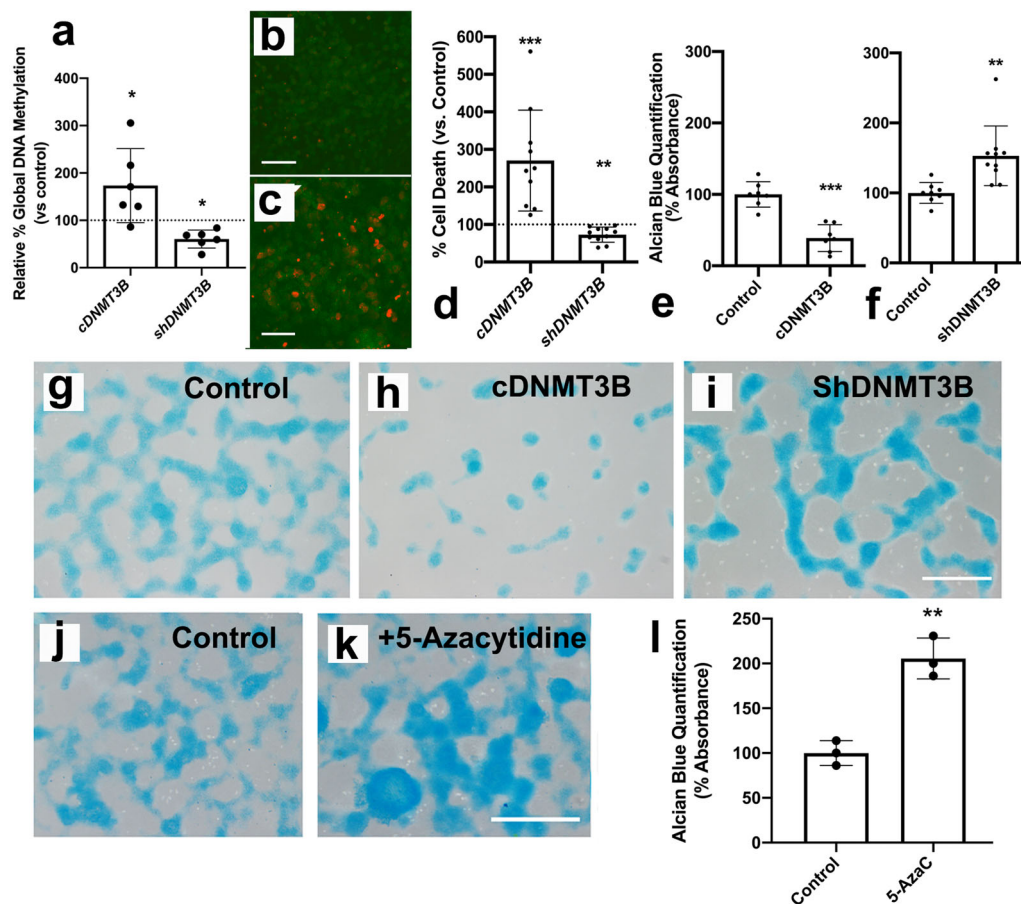 a
Relative % Global DNA Methylation
(vs control)
400
300
200
100
0
*
*
cDNMT3B
shDNMT3B
b
c
d
% Cell Death (vs. Control)
600
500
400
300
200
100
0
***
**
cDNMT3B
shDNMT3B
e
Alcian Blue Quantification
(% Absorbance)
300
200
100
0
***
Control
cDNMT3B
f
300
200
100
0
**
Control
shDNMT3B
g
Control
h
cDNMT3B
i
ShDNMT3B
j
Control
k
+5-Azacytidine
l
Alcian Blue Quantification
(% Absorbance)
250
200
150
100
50
0
**
Control
5-AzaC